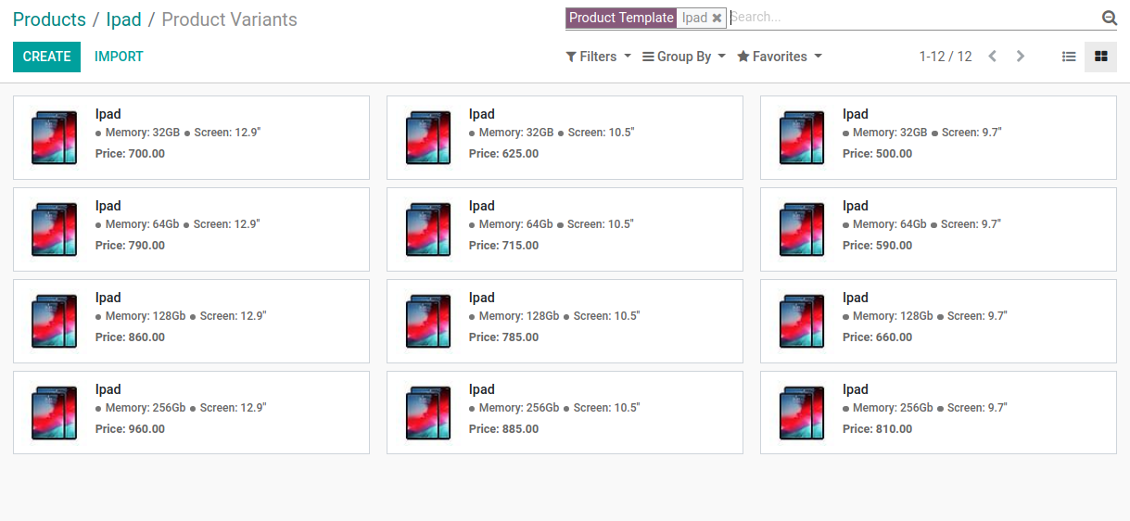 Products / Ipad / Product Variants
Product Template Ipad ✖ Search...
CREATE IMPORT
Filters Group By Favorites 1-12 / 12
Ipad
● Memory: 32GB ● Screen: 12.9"
Price: 700.00
Ipad
● Memory: 32GB ● Screen: 10.5"
Price: 625.00
Ipad
● Memory: 32GB ● Screen: 9.7"
Price: 500.00
Ipad
● Memory: 64Gb ● Screen: 12.9"
Price: 790.00
Ipad
● Memory: 64Gb ● Screen: 10.5"
Price: 715.00
Ipad
● Memory: 64Gb ● Screen: 9.7"
Price: 590.00
Ipad
● Memory: 128Gb ● Screen: 12.9"
Price: 860.00
Ipad
● Memory: 128Gb ● Screen: 10.5"
Price: 785.00
Ipad
● Memory: 128Gb ● Screen: 9.7"
Price: 660.00
Ipad
● Memory: 256Gb ● Screen: 12.9"
Price: 960.00
Ipad
● Memory: 256Gb ● Screen: 10.5"
Price: 885.00
Ipad
● Memory: 256Gb ● Screen: 9.7"
Price: 810.00